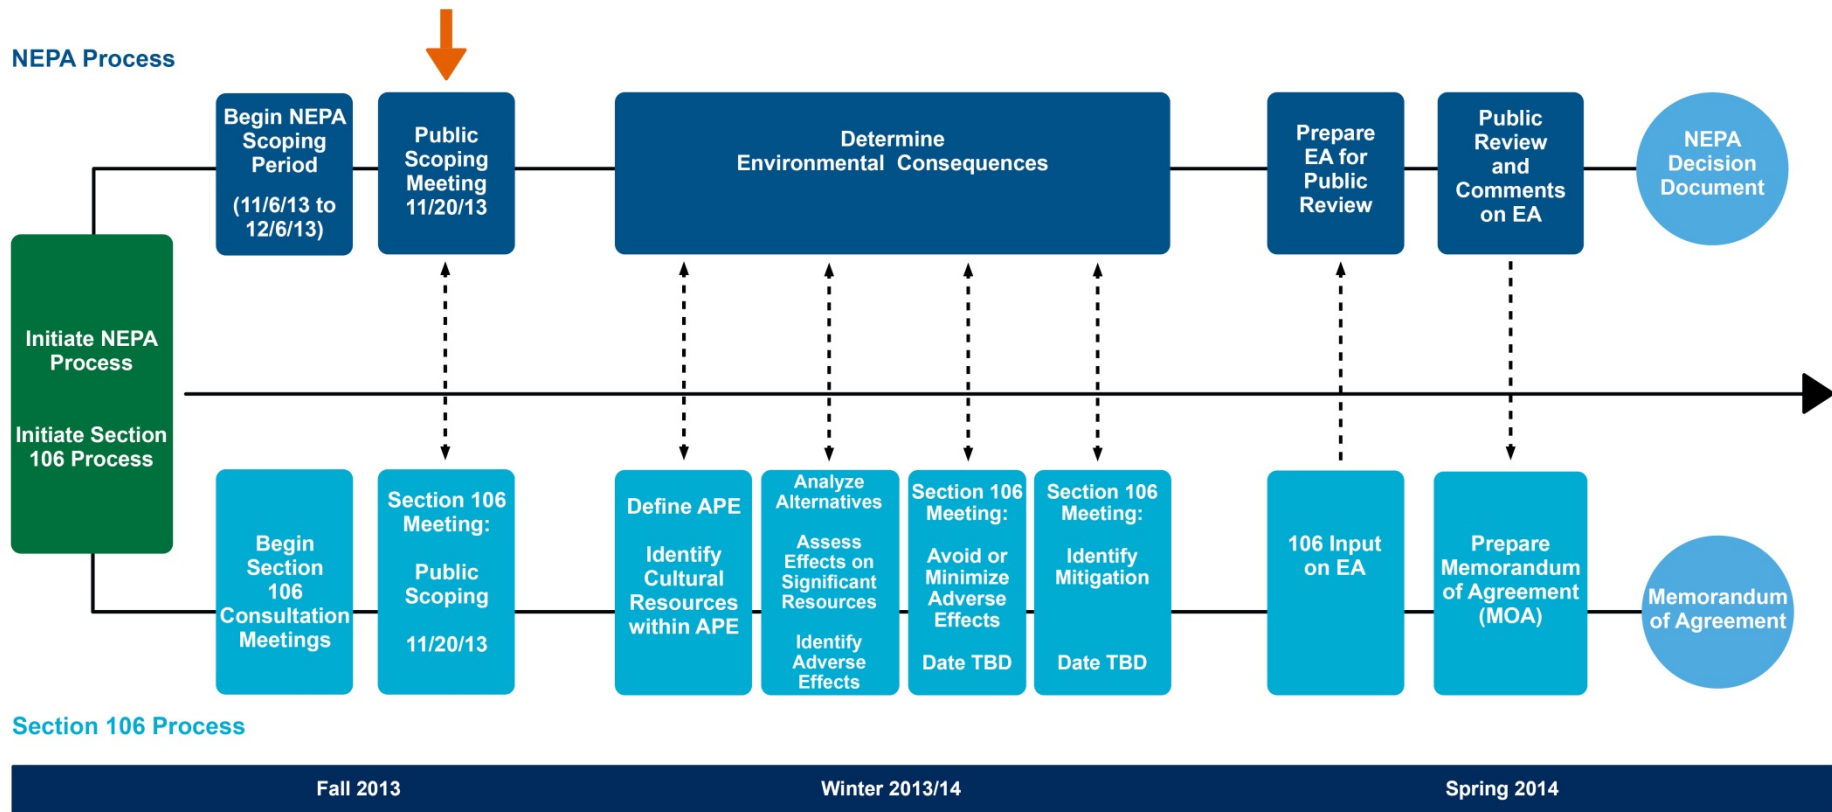 NEPA Process
Begin NEPA
Scoping
Period
(11/6/13 to
12/6/13)
Public
Scoping
Meeting
11/20/13
Determine
Environmental Consequences
Prepare
EA for
Public
Review
Public
Review
and
Comments
on EA
NEPA
Decision
Document
Initiate NEPA
Process
Initiate Section
106 Process
Begin
Section
106
Consultation
Meetings
Section 106
Meeting:
Public
Scoping
11/20/13
Define APE
Identify
Cultural
Resources
within APE
Analyze
Alternatives
Assess
Effects on
Significant
Resources
Identify
Adverse
Effects
Section 106
Meeting:
Avoid or
Minimize
Adverse
Effects
Date TBD
Section 106
Meeting:
Identify
Mitigation
Date TBD
106 Input
on EA
Prepare
Memorandum
of Agreement
(MOA)
Memorandum
of Agreement
Section 106 Process
Fall 2013
Winter 2013/14
Spring 2014